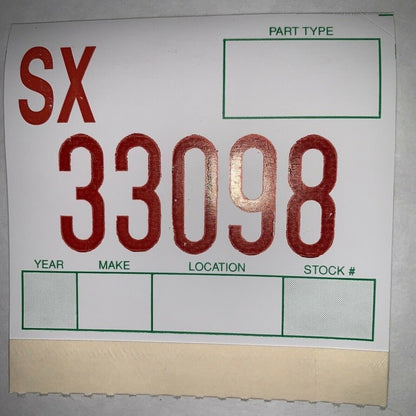 PART TYPE
SX
33098
YEAR MAKE LOCATION STOCK #